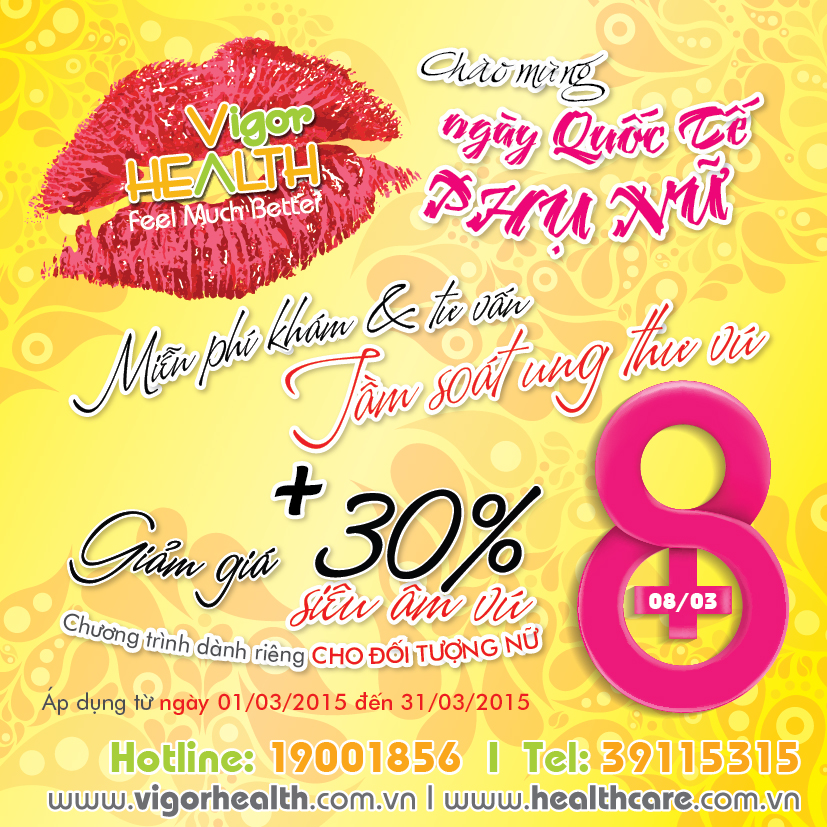 Vigor
HEALTH
Feel Much Better
Chào mừng
ngày Quốc Tế
PHỤ NỮ
Miễn phí khám & tư vấn
Tầm soát ung thư vú
+
Giảm giá 30%
siêu âm vú
Chương trình dành riêng CHO ĐỐI TƯỢNG NỮ
8
08/03
Áp dụng từ ngày 01/03/2015 đến 31/03/2015
Hotline: 19001856 | Tel: 39115315
www.vigorhealth.com.vn | www.healthcare.com.vn